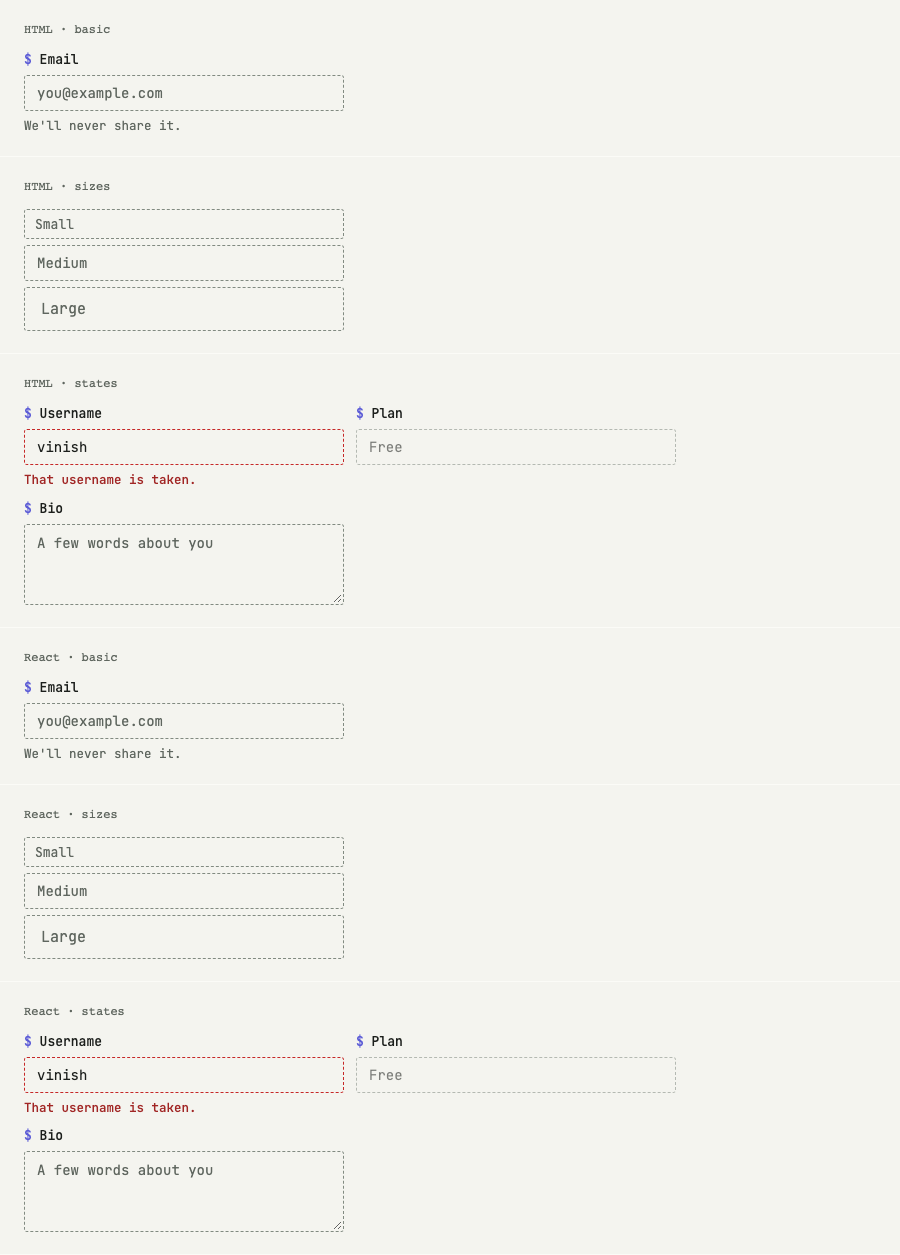 HTML · basic
$ Email
you@example.com
We'll never share it.
HTML · sizes
Small
Medium
Large
HTML · states
$ Username
$ Plan
vinish
Free
That username is taken.
$ Bio
A few words about you
React · basic
$ Email
you@example.com
We'll never share it.
React · sizes
Small
Medium
Large
React · states
$ Username
$ Plan
vinish
Free
That username is taken.
$ Bio
A few words about you